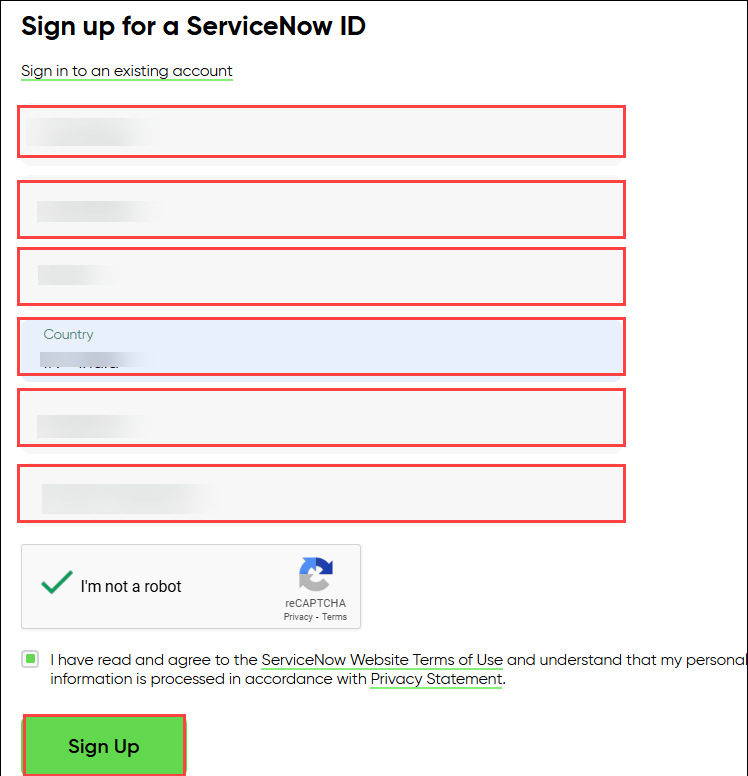 Sign up for a ServiceNow ID
Sign in to an existing account
Country
I'm not a robot
reCAPTCHA
Privacy - Terms
I have read and agree to the ServiceNow Website Terms of Use and understand that my personal
information is processed in accordance with Privacy Statement.
Sign Up